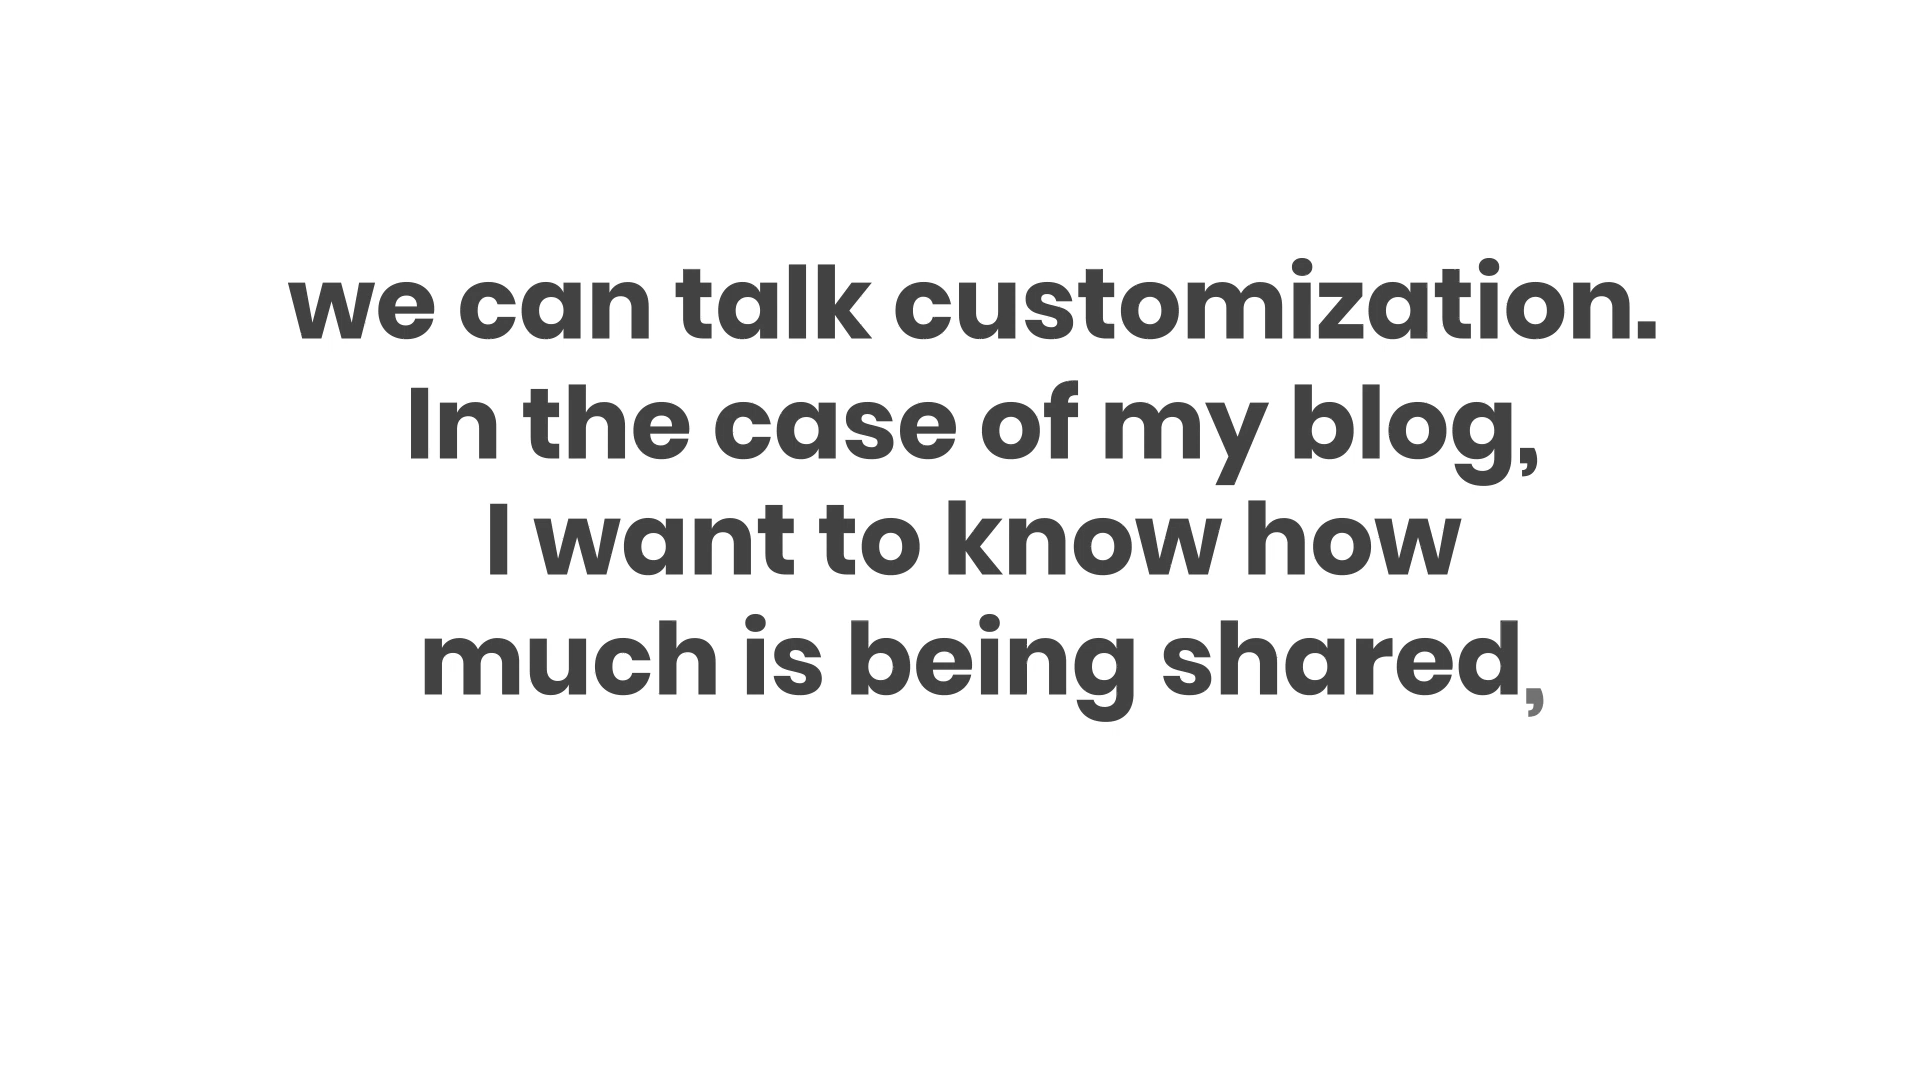 we can talk customization.
In the case of my blog,
I want to know how
much is being shared,